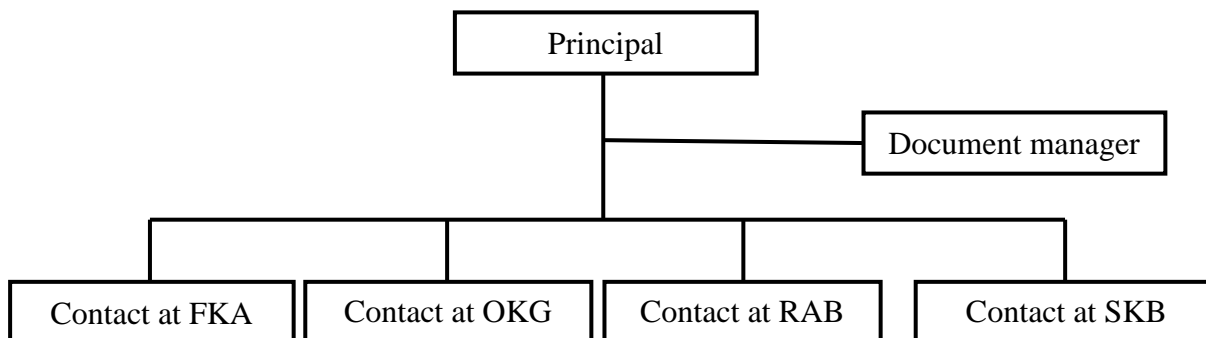 Principal
Document manager
Contact at FKA
Contact at OKG
Contact at RAB
Contact at SKB